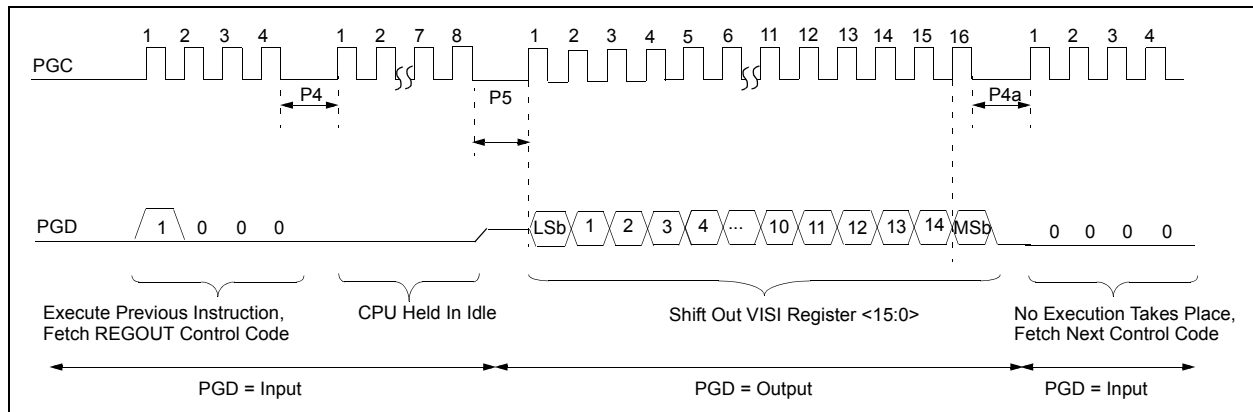 1 2 3 4 1 2 7 8 1 2 3 4 5 6 11 12 13 14 15 16 1 2 3 4
PGC
P4 P5 P4a
PGD 1 0 0 0 LSb 1 2 3 4 ... 10 11 12 13 14 MSb 0 0 0 0
Execute Previous Instruction,
Fetch REGOUT Control Code
CPU Held In Idle
Shift Out VISI Register <15:0>
No Execution Takes Place,
Fetch Next Control Code
PGD = Input PGD = Output PGD = Input